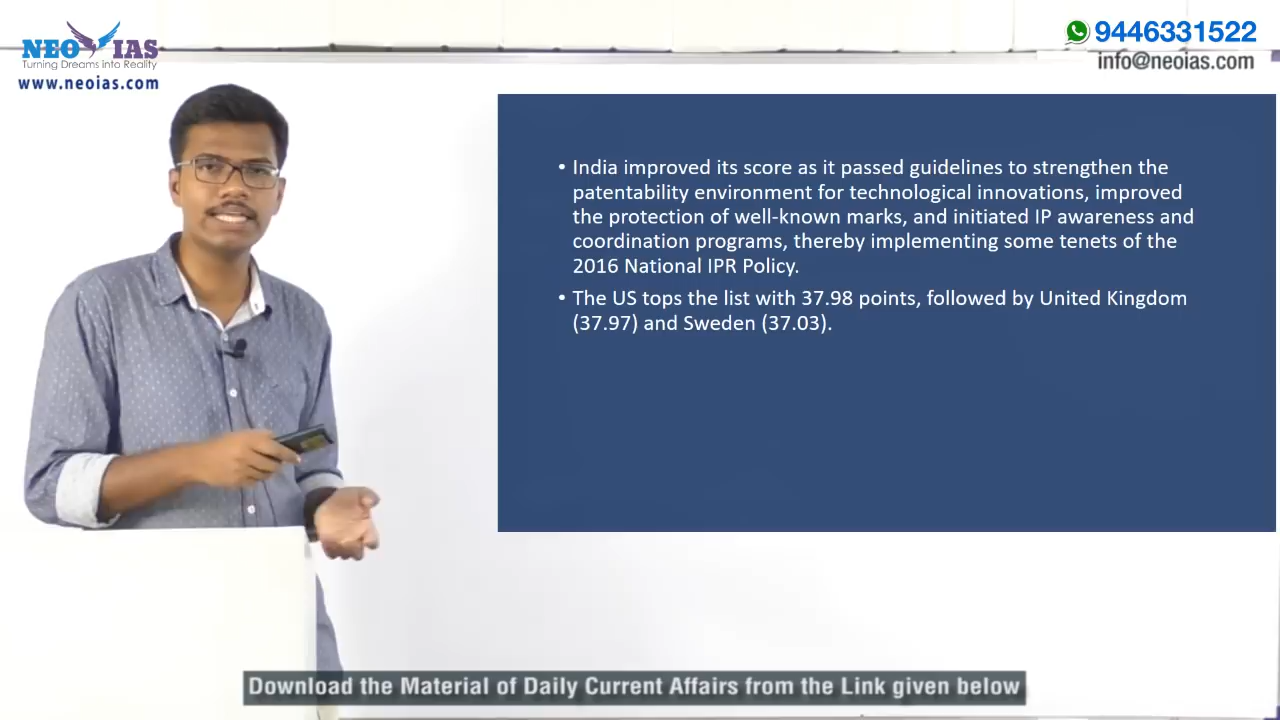 NEO IAS
Turning Dreams into Reality
www.neoias.com
9446331522
info@neoias.com
• India improved its score as it passed guidelines to strengthen the
patentability environment for technological innovations, improved
the protection of well-known marks, and initiated IP awareness and
coordination programs, thereby implementing some tenets of the
2016 National IPR Policy.
• The US tops the list with 37.98 points, followed by United Kingdom
(37.97) and Sweden (37.03).
Download the Material of Daily Current Affairs from the Link given below